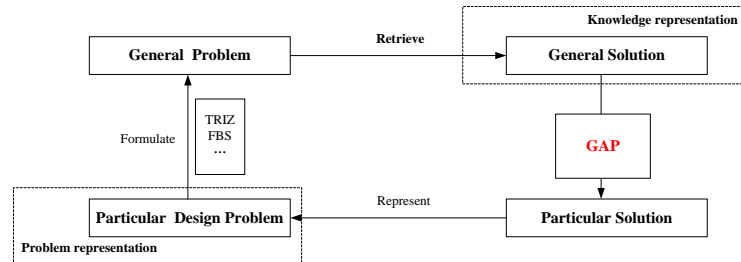 Knowledge representation
General Problem
Retrieve
General Solution
TRIZ
FBS
...
Formulate
GAP
Particular Design Problem
Represent
Particular Solution
Problem representation